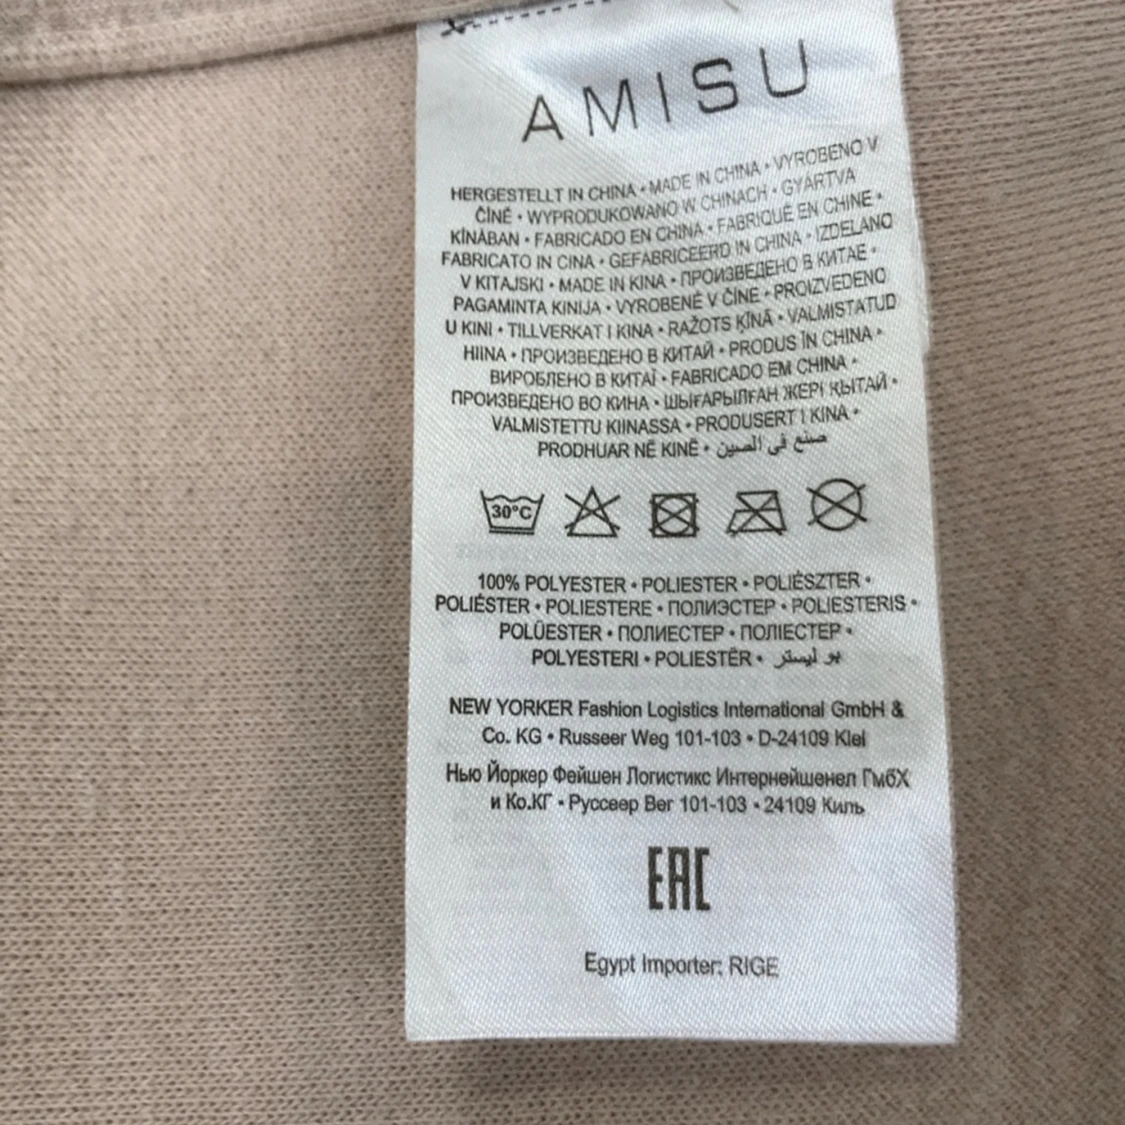 AMISU
HERGESTELLT IN CHINA • MADE IN CHINA • VYROBENO V
ČÍNĚ • WYPRODUKOWANO W CHINACH • GYÁRTVA
KÍNÁBAN • FABRICADO EN CHINA • FABRIQUÉ EN CHINE •
FABRICATO IN CINA • GEFABRICEERD IN CHINA • IZDELANO
V KITAJSKI • MADE IN KINA • ПРОИЗВЕДЕНО В КИТАЕ •
PAGAMINTA KINIJA • VYROBENÉ V ČÍNE • PROIZVEDENO
U KINI • TILLVERKAT I KINA • RAŽOTS ĶĪNĀ • VALMISTATUD
HIINA • ПРОИЗВЕДЕНО В КИТАЙ • PRODUS ÎN CHINA •
ВИРОБЛЕНО В КИТАЇ • FABRICADO EM CHINA •
ПРОИЗВЕДЕНО ВО КИНА • ШЫҒАРЫЛҒАН ЖЕРІ ҚЫТАЙ •
VALMISTETTU KIINASSA • PRODUSERT I KINA •
PRODHUAR NË KINË • صنع في الصين
30°C
100% POLYESTER • POLIESTER • POLIÉSZTER •
POLIÉSTER • POLIESTERE • ПОЛИЭСТЕР • POLIESTERIS •
POLÜESTER • ПОЛИЕСТЕР • ПОЛІЕСТЕР •
POLYESTERI • POLIESTËR • بوليستر
NEW YORKER Fashion Logistics International GmbH &
Co. KG • Russeer Weg 101-103 • D-24109 Kiel
Нью Йоркер Фейшен Логистикс Интернейшенел ГмбХ
и Ко.КГ • Руссеер Вег 101-103 • 24109 Киль
EAC
Egypt Importer: RIGE